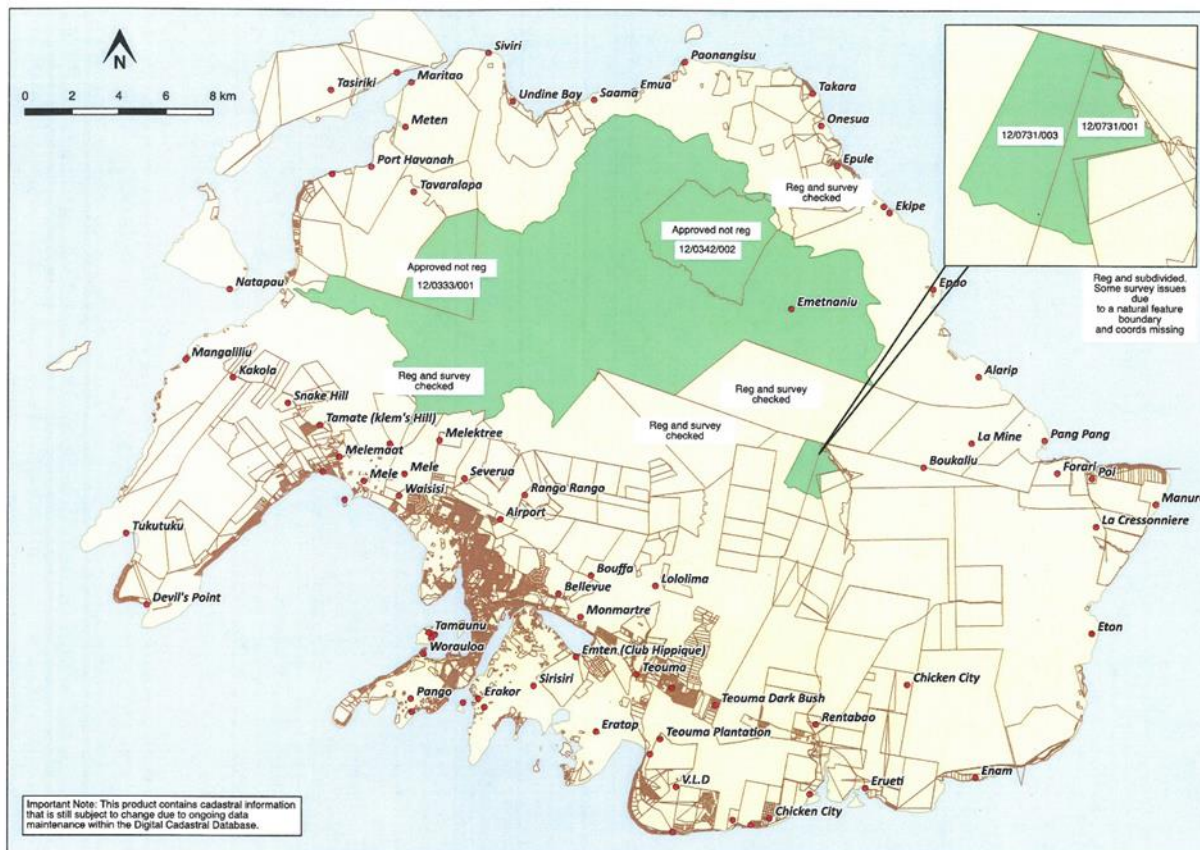 Siviri
Paonangisu
N
Tasiriki
Maritao
Emua
Takara
0 2 4 6 8 km
Undine Bay
Saama
Meten
Onesua
12/0731/003
12/0731/001
Port Havanah
Epule
Tavaralapa
Reg and survey
checked
Ekipe
Approved not reg
12/0342/002
Approved not reg
12/0333/001
Reg and subdivided.
Some survey issues
due
to a natural feature
boundary
and coords missing
Natapau
Epao
Emetnaniu
Mangaliliu
Kakola
Reg and survey
checked
Alarip
Reg and survey
checked
Snake Hill
Tamate (klem's Hill)
Reg and survey
checked
Melektree
La Mine
Pang Pang
Melemaat
Boukaliu
Mele
Mele
Severua
Forari
Poi
Waisisi
Rango Rango
Manuro
Airport
La Cressonniere
Tukutuku
Bouffa
Bellevue
Lololima
Devil's Point
Monmartre
Tamaunu
Eton
Worauloa
Emten (Club Hippique)
Teouma
Sirisiri
Chicken City
Pango
Erakor
Teouma Dark Bush
Rentabao
Eratap
Teouma Plantation
V.L.D
Erueti
Enam
Chicken City
Important Note: This product contains cadastral information
that is still subject to change due to ongoing data
maintenance within the Digital Cadastral Database.